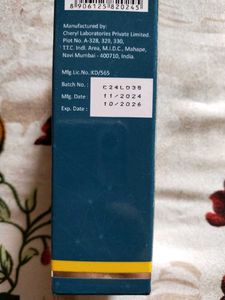 8906125820245
Manufactured by:
Cheryl Laboratories Private Limited.
Plot No. A-328, 329, 330,
T.T.C. Indl. Area, M.I.D.C., Mahape,
Navi Mumbai - 400710, India.
Mfg Lic.No. KD/565
Batch No. : C24L038
Mfg. Date : 11/2024
Exp. Date : 10/2026